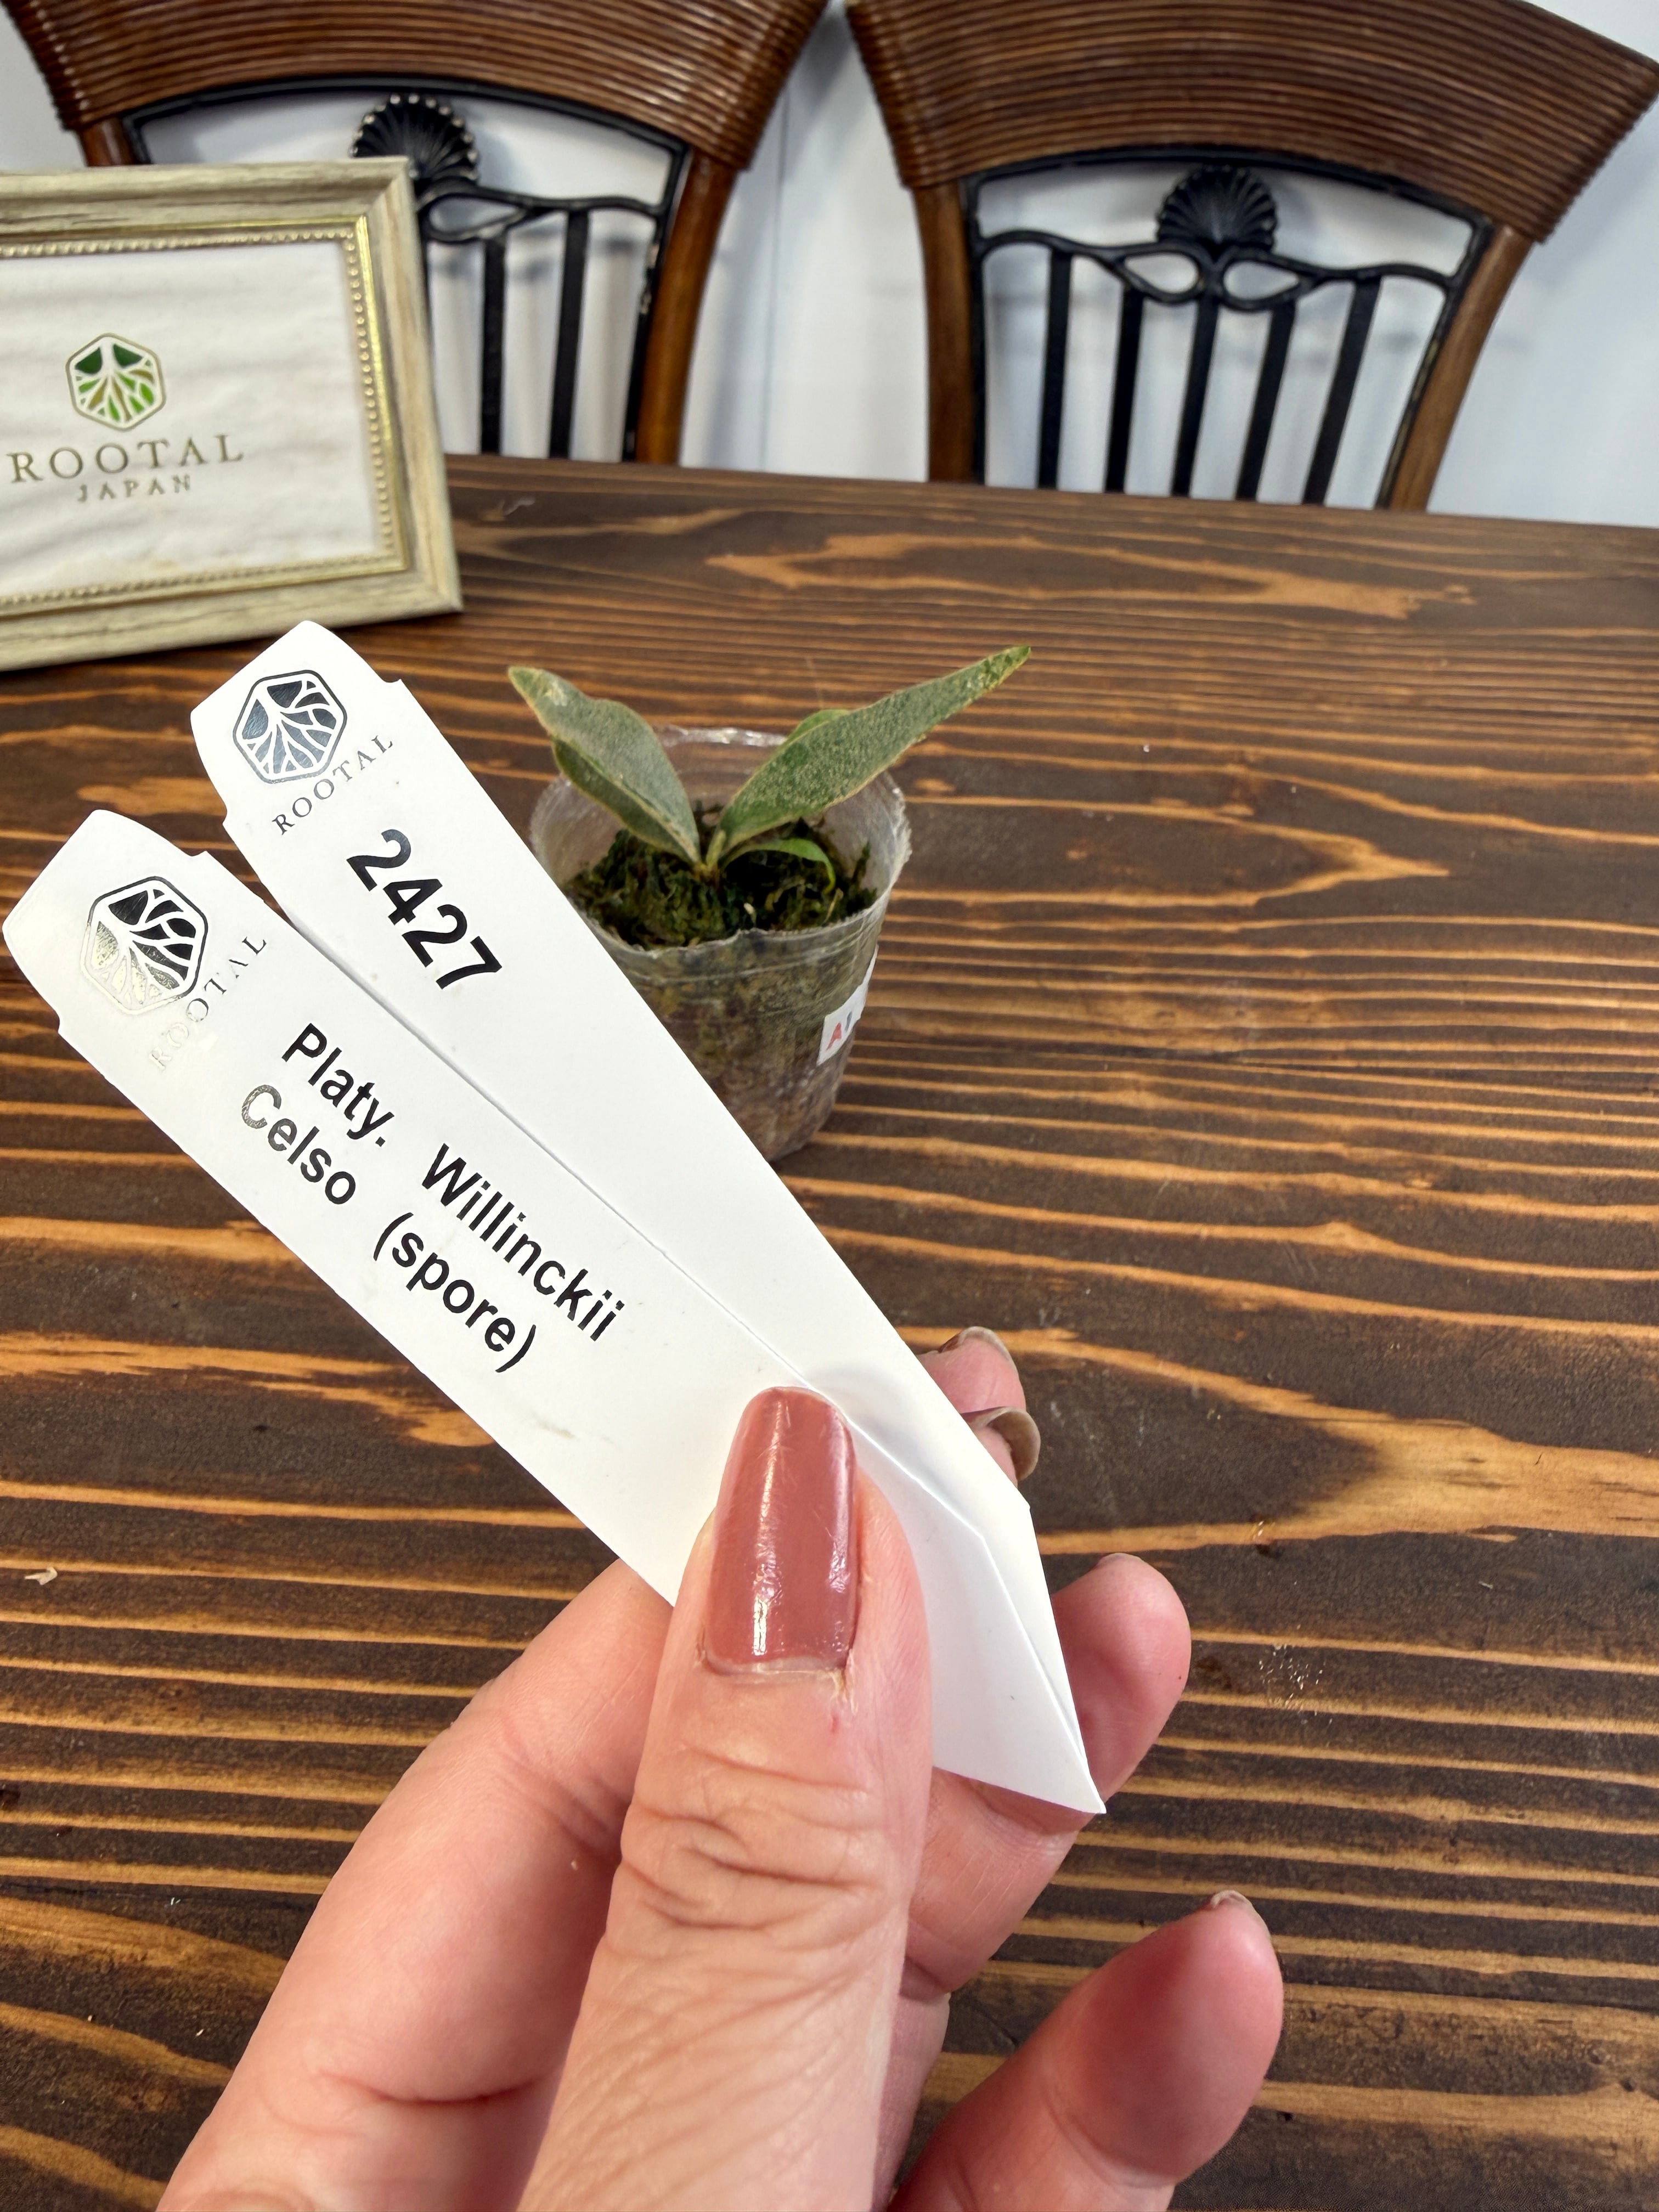 ROOTAL
JAPAN
ROOTAL
2427
ROOTAL
Platy. Willinckii
Celso (spore)